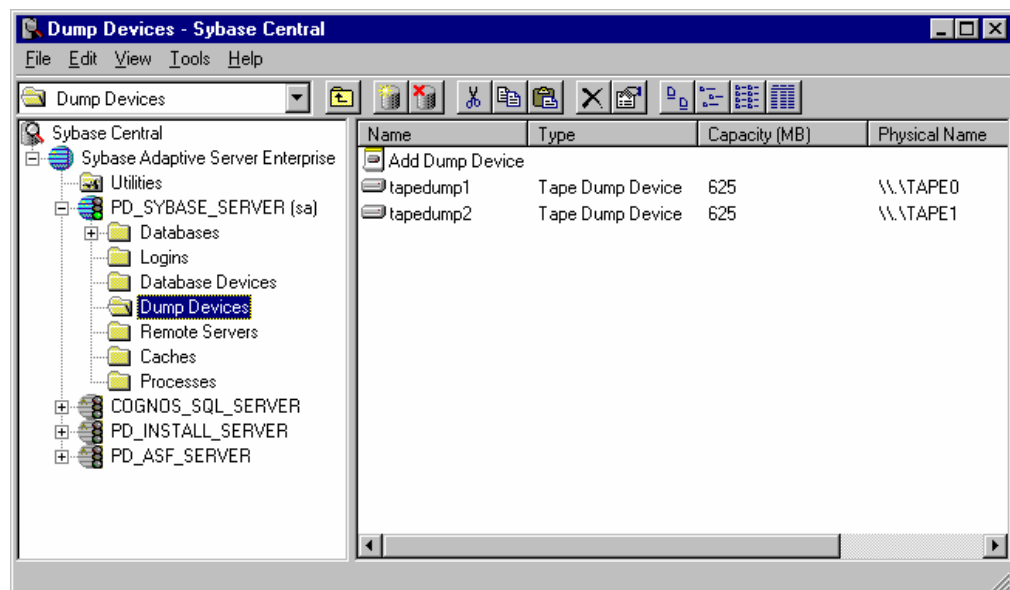 Dump Devices - Sybase Central
File Edit View Tools Help
Dump Devices
Sybase Central
Sybase Adaptive Server Enterprise
Utilities
PD_SYBASE_SERVER (sa)
Databases
Logins
Database Devices
Dump Devices
Remote Servers
Caches
Processes
COGNOS_SQL_SERVER
PD_INSTALL_SERVER
PD_ASF_SERVER
Name Type Capacity (MB) Physical Name
Add Dump Device
tapedump1 Tape Dump Device 625 \\.\TAPE0
tapedump2 Tape Dump Device 625 \\.\TAPE1